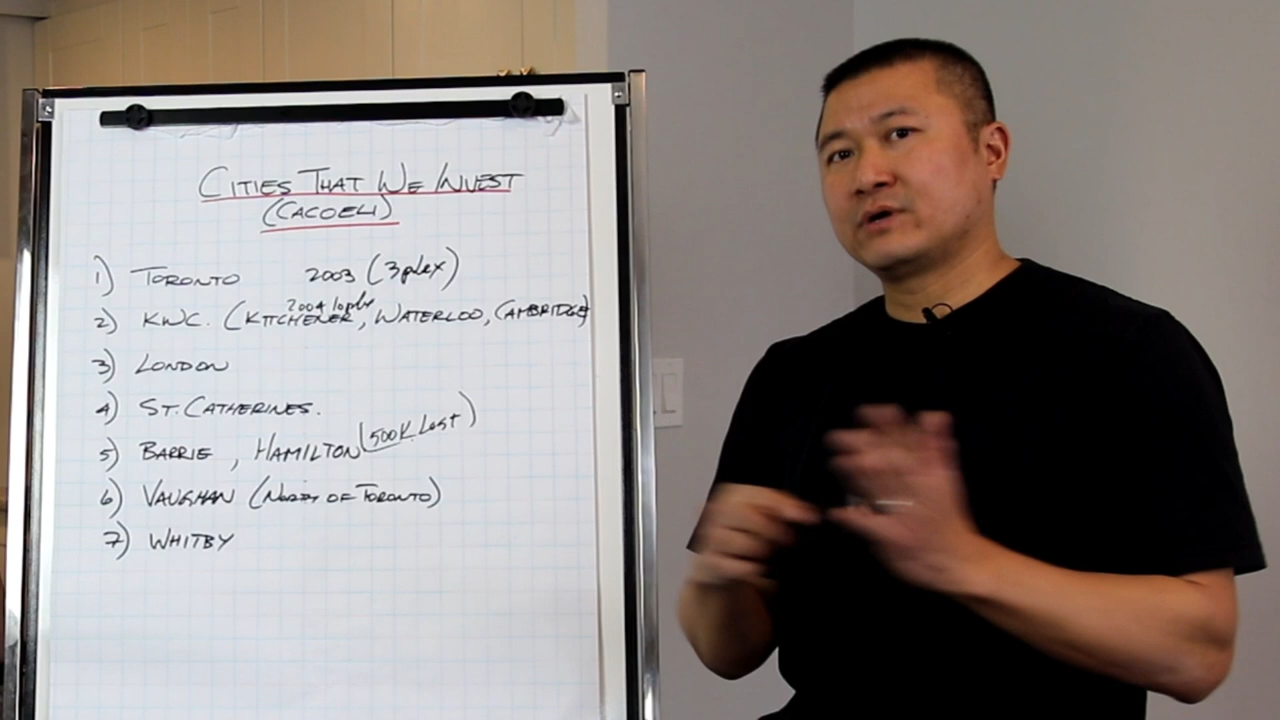 CITIES THAT WE INVEST
(CACOELI)
1) TORONTO 2003 (3plex)
2004 10plex
2) KWC. (KITCHENER, WATERLOO, CAMBRIDGE)
3) LONDON
4) ST. CATHERINES.
5) BARRIE, HAMILTON (500K Lost)
6) VAUGHAN (NORTH OF TORONTO)
7) WHITBY